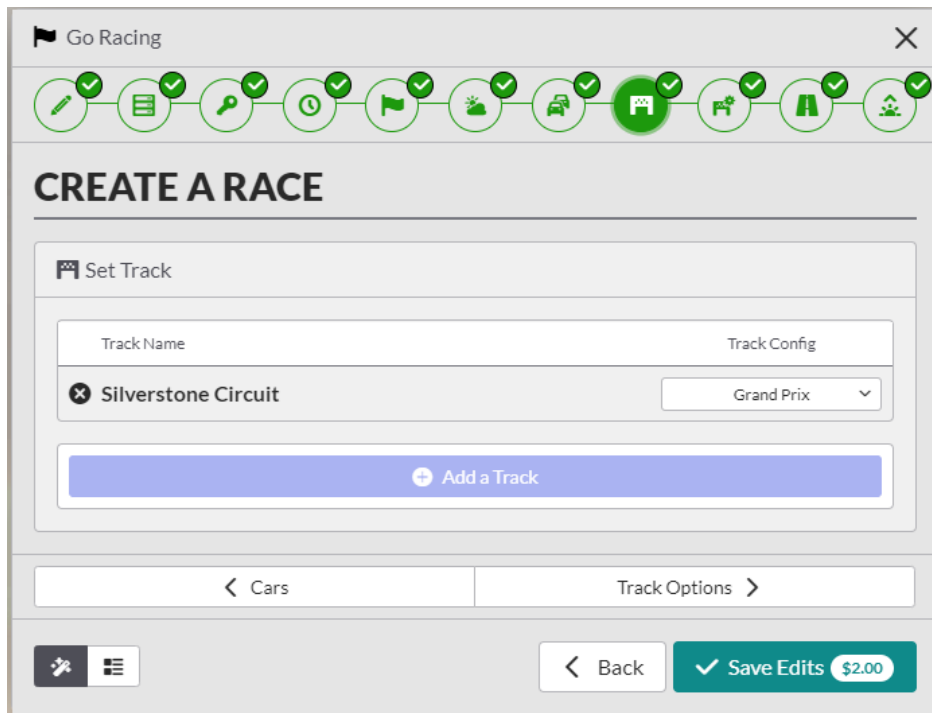 Go Racing
CREATE A RACE
Set Track
Track Name Track Config
Silverstone Circuit Grand Prix
Add a Track
Cars Track Options
Back Save Edits $2.00